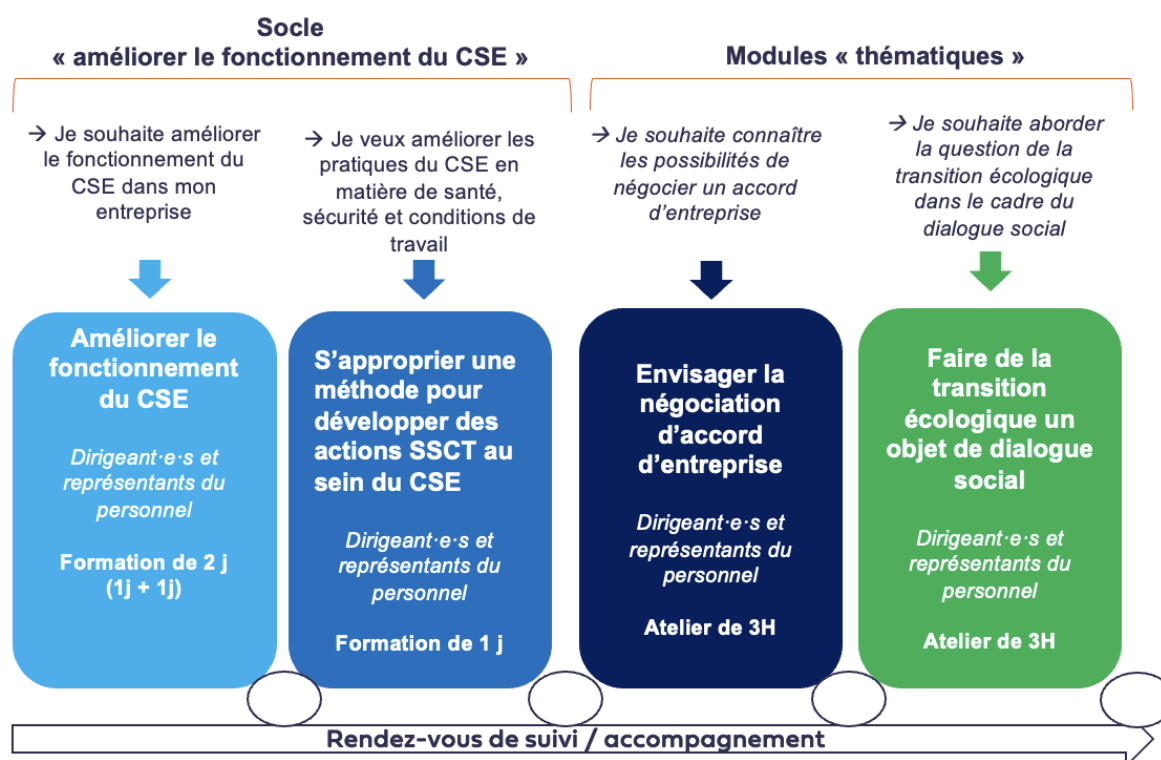 Socle
« améliorer le fonctionnement du CSE »
Modules « thématiques »
→ Je souhaite améliorer
le fonctionnement du
CSE dans mon
entreprise
→ Je veux améliorer les
pratiques du CSE en
matière de santé,
sécurité et conditions de
travail
→ Je souhaite connaître
les possibilités de
négocier un accord
d’entreprise
→ Je souhaite aborder
la question de la
transition écologique
dans le cadre du
dialogue social
Améliorer le
fonctionnement
du CSE
Dirigeant·e·s et
représentants du
personnel
Formation de 2 j
(1j + 1j)
S’approprier une
méthode pour
développer des
actions SSCT au
sein du CSE
Dirigeant·e·s et
représentants du
personnel
Formation de 1 j
Envisager la
négociation
d’accord
d’entreprise
Dirigeant·e·s et
représentants du
personnel
Atelier de 3H
Faire de la
transition
écologique un
objet de dialogue
social
Dirigeant·e·s et
représentants du
personnel
Atelier de 3H
Rendez-vous de suivi / accompagnement